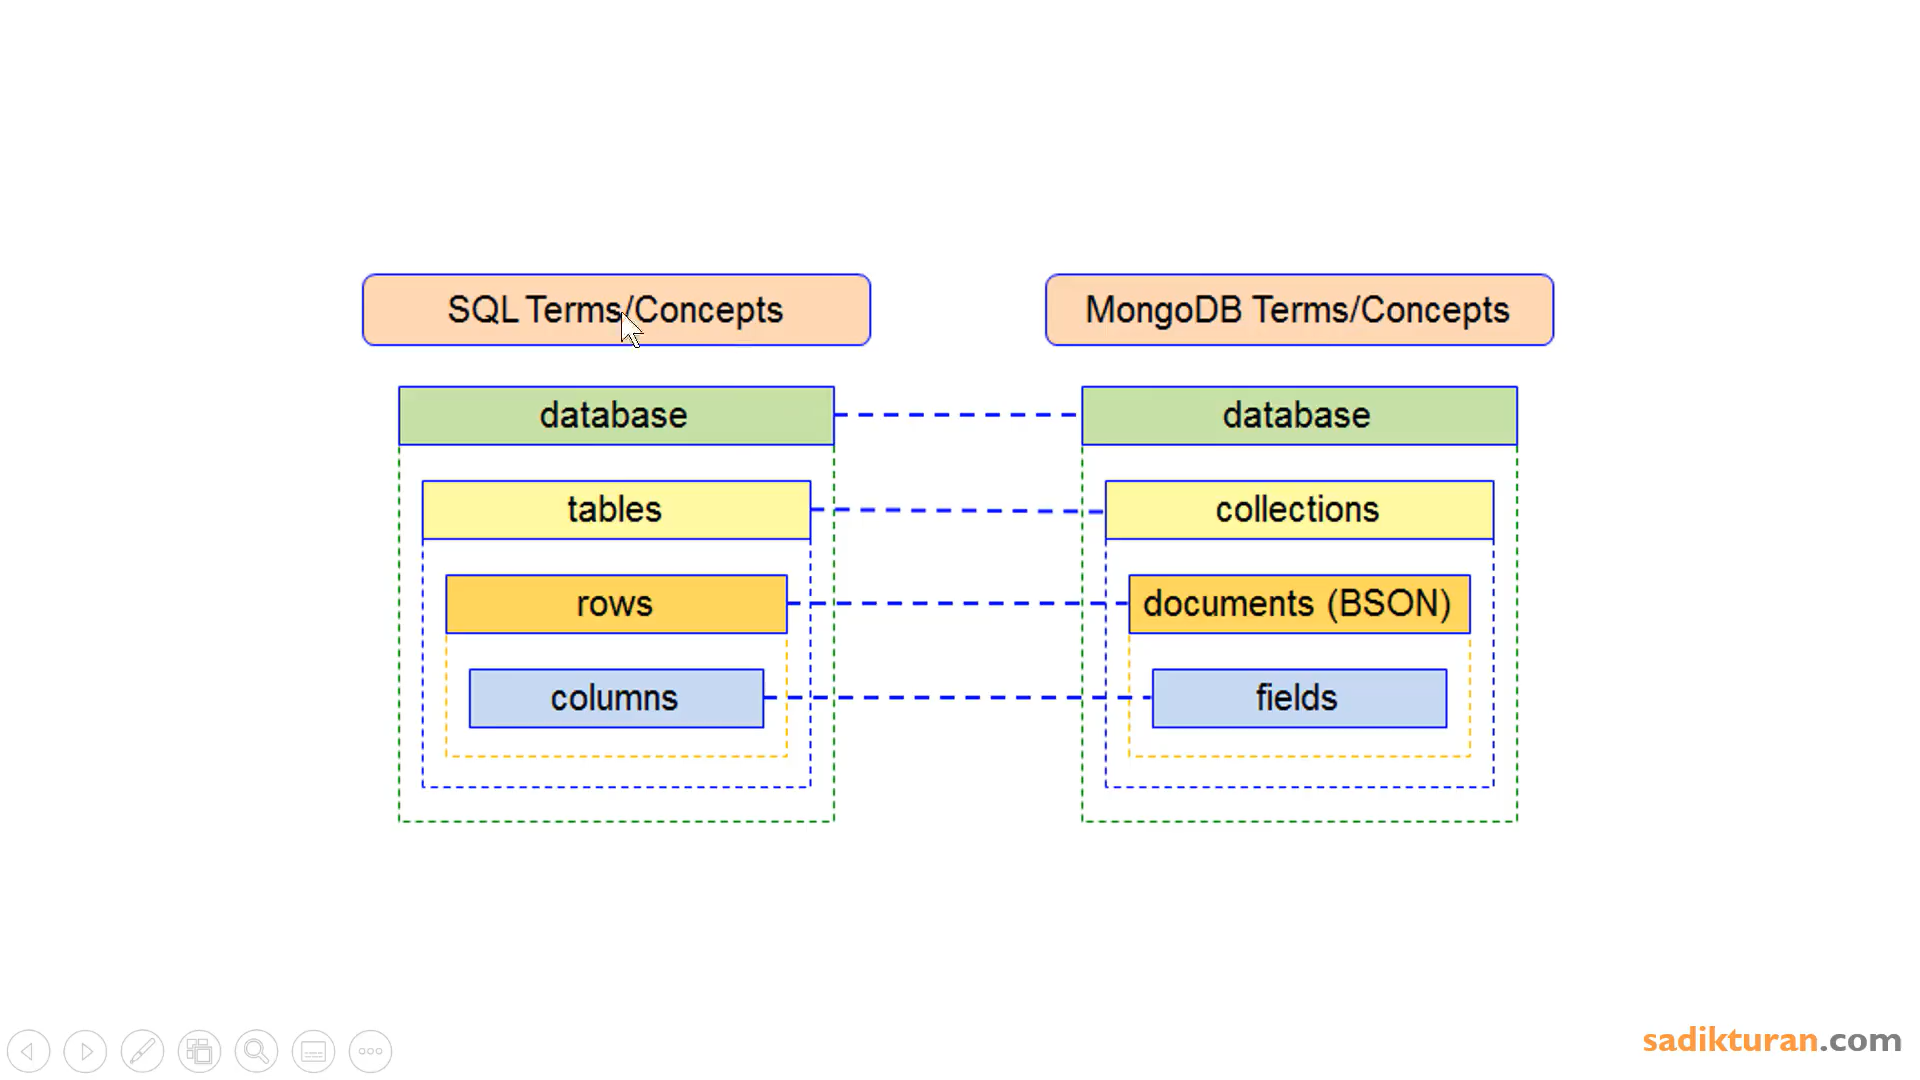 SQL Terms/Concepts
MongoDB Terms/Concepts
database
database
tables
collections
rows
documents (BSON)
columns
fields
sadikturan.com